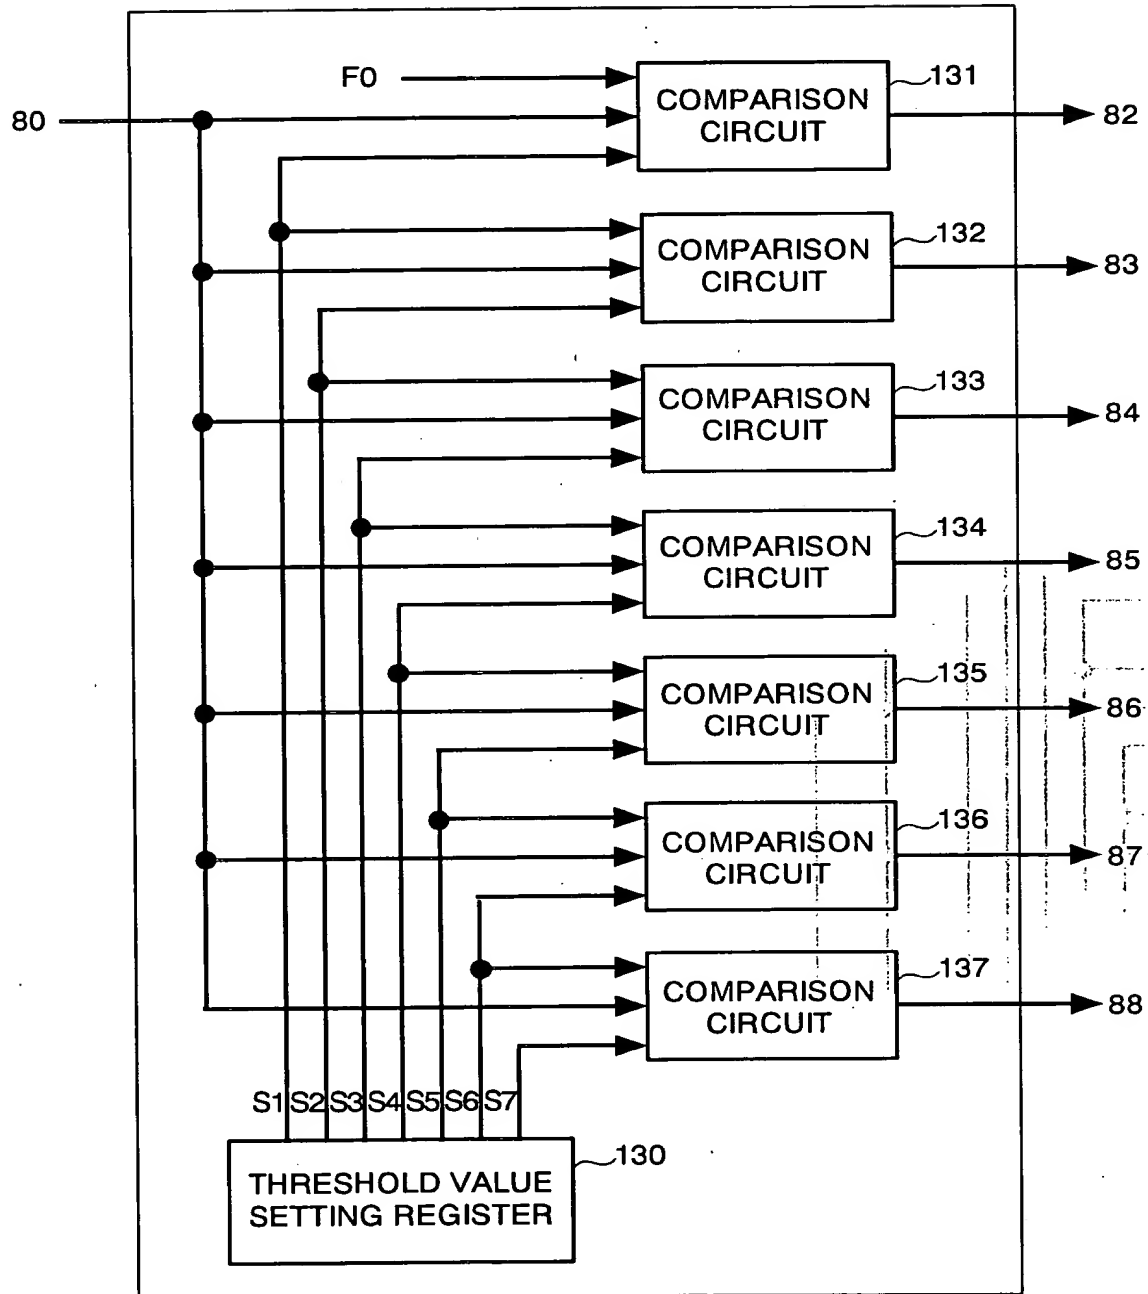 F0
131
COMPARISON
CIRCUIT
80
82
132
COMPARISON
CIRCUIT
83
133
COMPARISON
CIRCUIT
84
134
COMPARISON
CIRCUIT
85
135
COMPARISON
CIRCUIT
86
136
COMPARISON
CIRCUIT
87
137
COMPARISON
CIRCUIT
88
S1 S2 S3 S4 S5 S6 S7
130
THRESHOLD VALUE
SETTING REGISTER